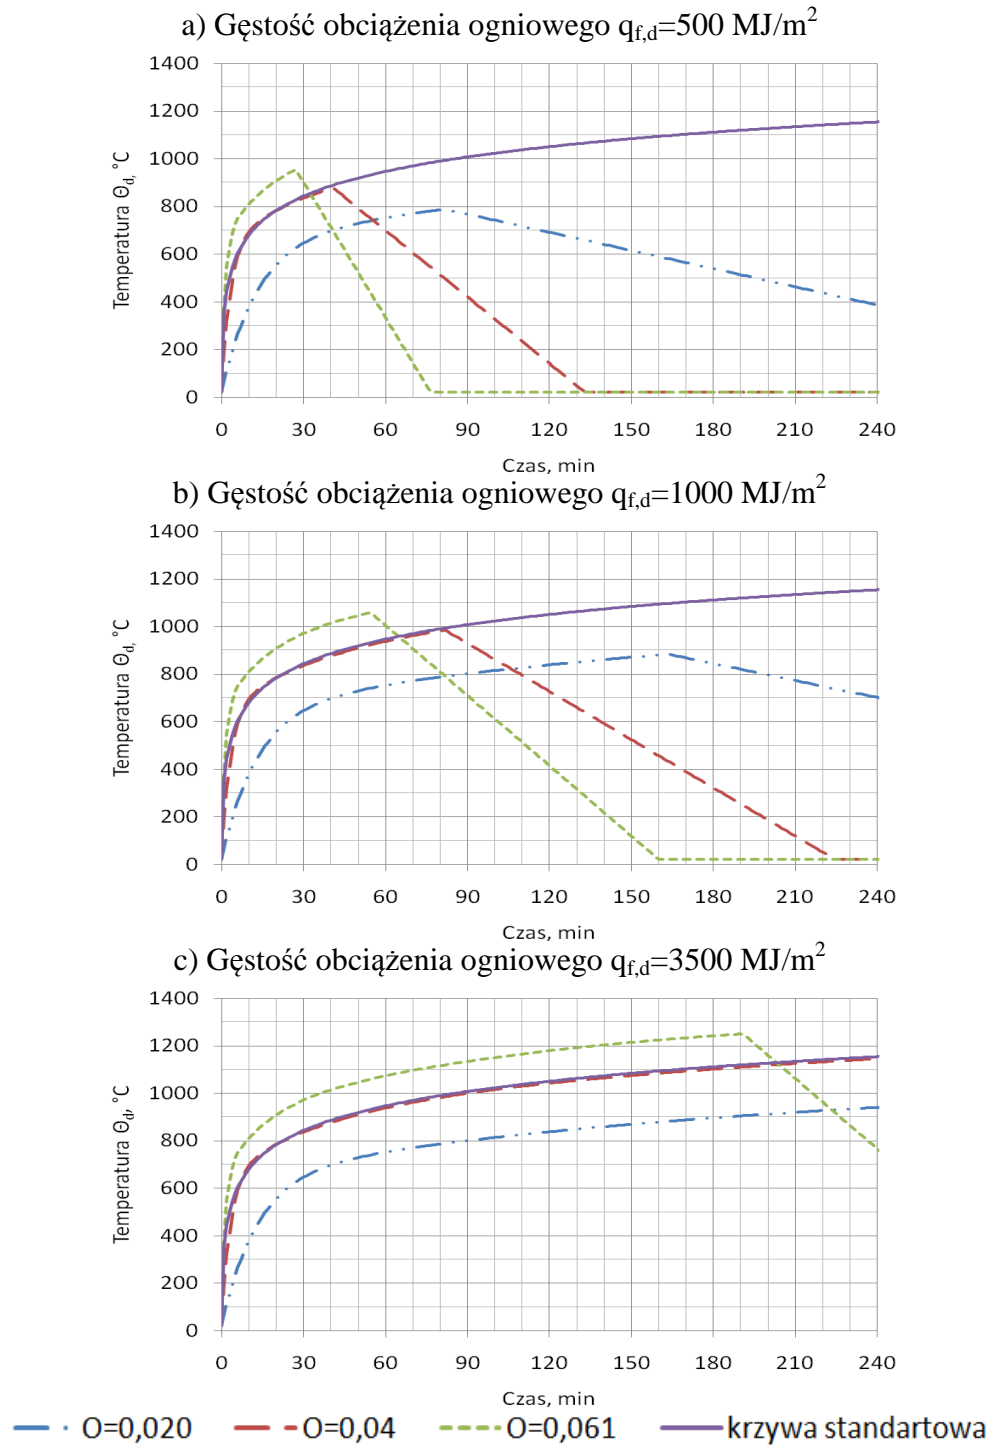 a) Gęstość obciążenia ogniowego qf,d=500 MJ/m2
1400
1200
1000
800
600
400
200
0
Temperatura Θd, °C
0 30 60 90 120 150 180 210 240
Czas, min
b) Gęstość obciążenia ogniowego qf,d=1000 MJ/m2
1400
1200
1000
800
600
400
200
0
Temperatura Θd, °C
0 30 60 90 120 150 180 210 240
Czas, min
c) Gęstość obciążenia ogniowego qf,d=3500 MJ/m2
1400
1200
1000
800
600
400
200
0
Temperatura Θd, °C
0 30 60 90 120 150 180 210 240
Czas, min
O=0,020 O=0,04 O=0,061 krzywa standartowa